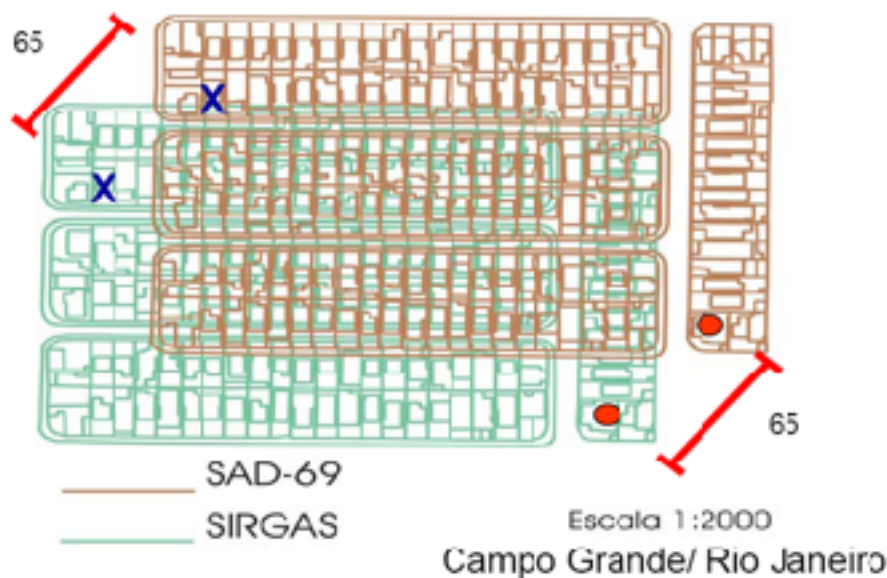 65
X
X
65
SAD-69
SIRGAS
Escala 1:2000
Campo Grande/ Rio Janeiro